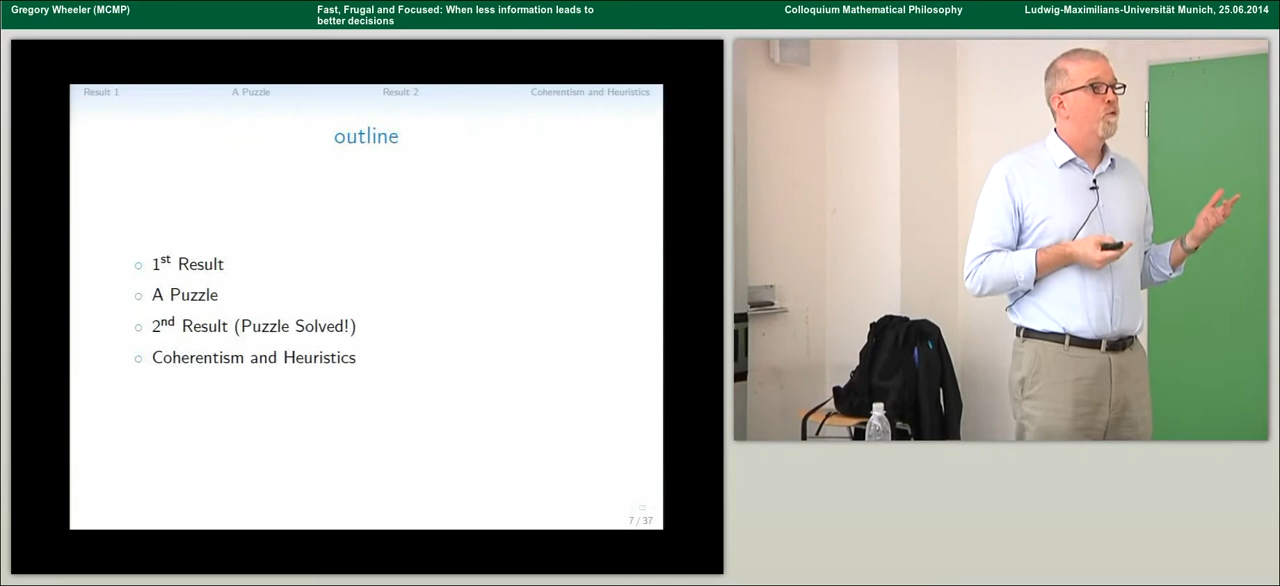 Gregory Wheeler (MCMP)
Fast, Frugal and Focused: When less information leads to
better decisions
Colloquium Mathematical Philosophy
Ludwig-Maximilians-Universität Munich, 25.06.2014
Result 1
A Puzzle
Result 2
Coherentism and Heuristics
outline
1st Result
A Puzzle
2nd Result (Puzzle Solved!)
Coherentism and Heuristics
7 / 37